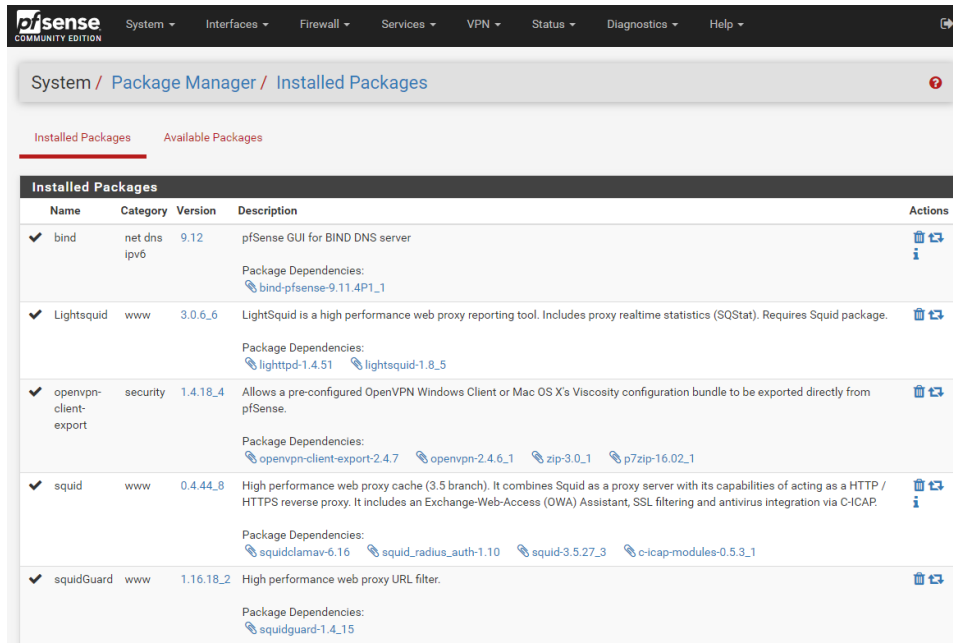 pfsense
COMMUNITY EDITION
System Interfaces Firewall Services VPN Status Diagnostics Help
System / Package Manager / Installed Packages
Installed Packages Available Packages
Installed Packages
Name Category Version Description Actions
bind net dns 9.12 pfSense GUI for BIND DNS server
ipv6
Package Dependencies:
bind-pfsense-9.11.4P1_1
Lightsquid www 3.0.6_6 LightSquid is a high performance web proxy reporting tool. Includes proxy realtime statistics (SQStat). Requires Squid package.
Package Dependencies:
lighttpd-1.4.51 lightsquid-1.8_5
openvpn- security 1.4.18_4 Allows a pre-configured OpenVPN Windows Client or Mac OS X's Viscosity configuration bundle to be exported directly from
client- pfSense.
export
Package Dependencies:
openvpn-client-export-2.4.7 openvpn-2.4.6_1 zip-3.0_1 p7zip-16.02_1
squid www 0.4.44_8 High performance web proxy cache (3.5 branch). It combines Squid as a proxy server with its capabilities of acting as a HTTP /
HTTPS reverse proxy. It includes an Exchange-Web-Access (OWA) Assistant, SSL filtering and antivirus integration via C-ICAP.
Package Dependencies:
squidclamav-6.16 squid_radius_auth-1.10 squid-3.5.27_3 c-icap-modules-0.5.3_1
squidGuard www 1.16.18_2 High performance web proxy URL filter.
Package Dependencies:
squidguard-1.4_15